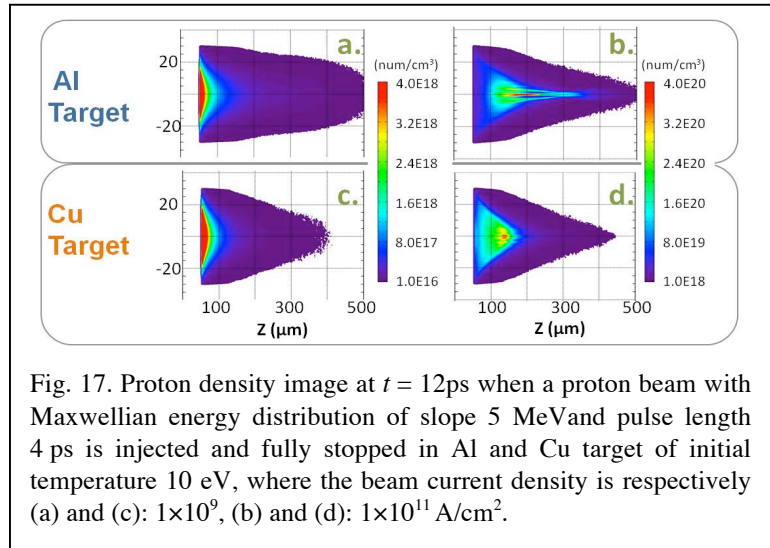 a.
b.
(num/cm³)
(num/cm³)
20
-20
Al
Target
4.0E18
3.2E18
2.4E18
1.6E18
8.0E17
1.0E16
4.0E20
3.2E20
2.4E20
1.6E20
8.0E19
1.0E18
Cu
Target
c.
d.
20
-20
100 300 500
100 300 500
Z (µm)
Z (µm)
Fig. 17. Proton density image at t = 12ps when a proton beam with
Maxwellian energy distribution of slope 5 MeVand pulse length
4 ps is injected and fully stopped in Al and Cu target of initial
temperature 10 eV, where the beam current density is respectively
(a) and (c): 1×10⁹, (b) and (d): 1×10¹¹ A/cm².